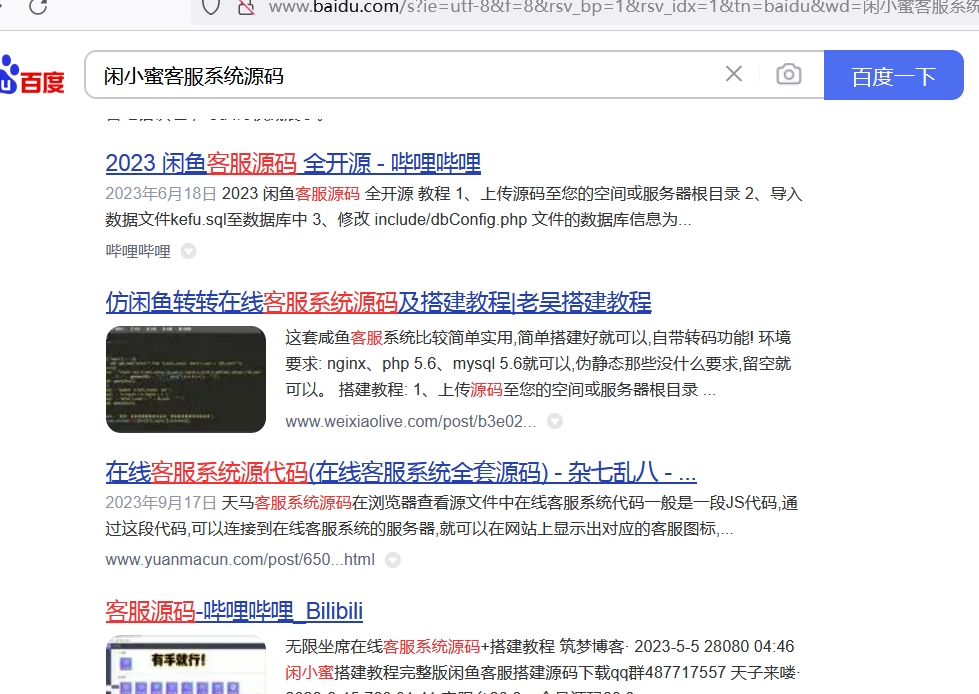 www.baidu.com/s?ie=utf-8&f=8&rsv_bp=1&rsv_idx=1&tn=baidu&wd=闲小蜜客服系统
百度
闲小蜜客服系统源码
百度一下
2023 闲鱼客服源码 全开源 - 哔哩哔哩
2023年6月18日 2023 闲鱼客服源码 全开源 教程 1、上传源码至您的空间或服务器根目录 2、导入
数据文件kefu.sql至数据库中 3、修改 include/dbConfig.php 文件的数据库信息为...
哔哩哔哩
仿闲鱼转转在线客服系统源码及搭建教程|老吴搭建教程
这套咸鱼客服系统比较简单实用,简单搭建好就可以,自带转码功能! 环境
要求: nginx、php 5.6、mysql 5.6就可以,伪静态那些没什么要求,留空就
可以。 搭建教程: 1、上传源码至您的空间或服务器根目录 ...
www.weixiaolive.com/post/b3e02...
在线客服系统源代码(在线客服系统全套源码) - 杂七乱八 - ...
2023年9月17日 天马客服系统源码在浏览器查看源文件中在线客服系统代码一般是一段JS代码,通
过这段代码,可以连接到在线客服系统的服务器,就可以在网站上显示出对应的客服图标,...
www.yuanmacun.com/post/650...html
客服源码-哔哩哔哩_Bilibili
有手就行!
无限坐席在线客服系统源码+搭建教程 筑梦博客· 2023-5-5 28080 04:46
闲小蜜搭建教程完整版闲鱼客服搭建源码下载qq群487717557 天子来喽·